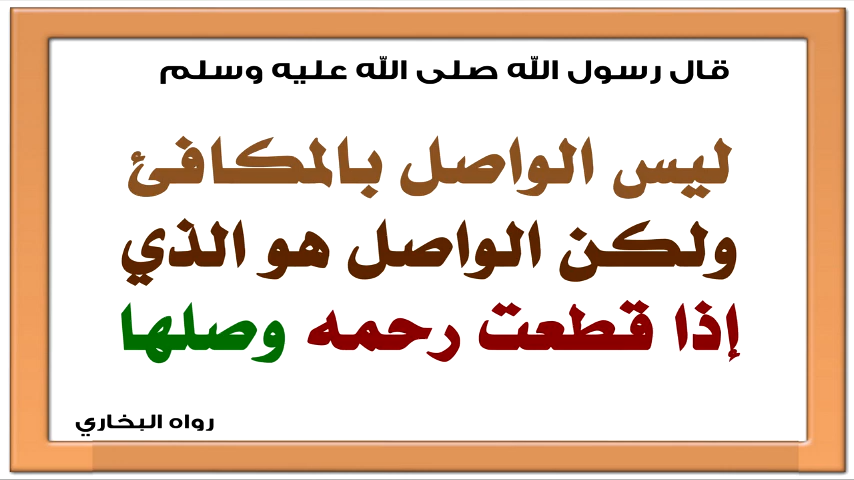 قال رسول الله صلى الله عليه وسلم
ليس الواصل بالمكافئ
ولكن الواصل هو الذي
إذا قطعت رحمه وصلها
رواه البخاري